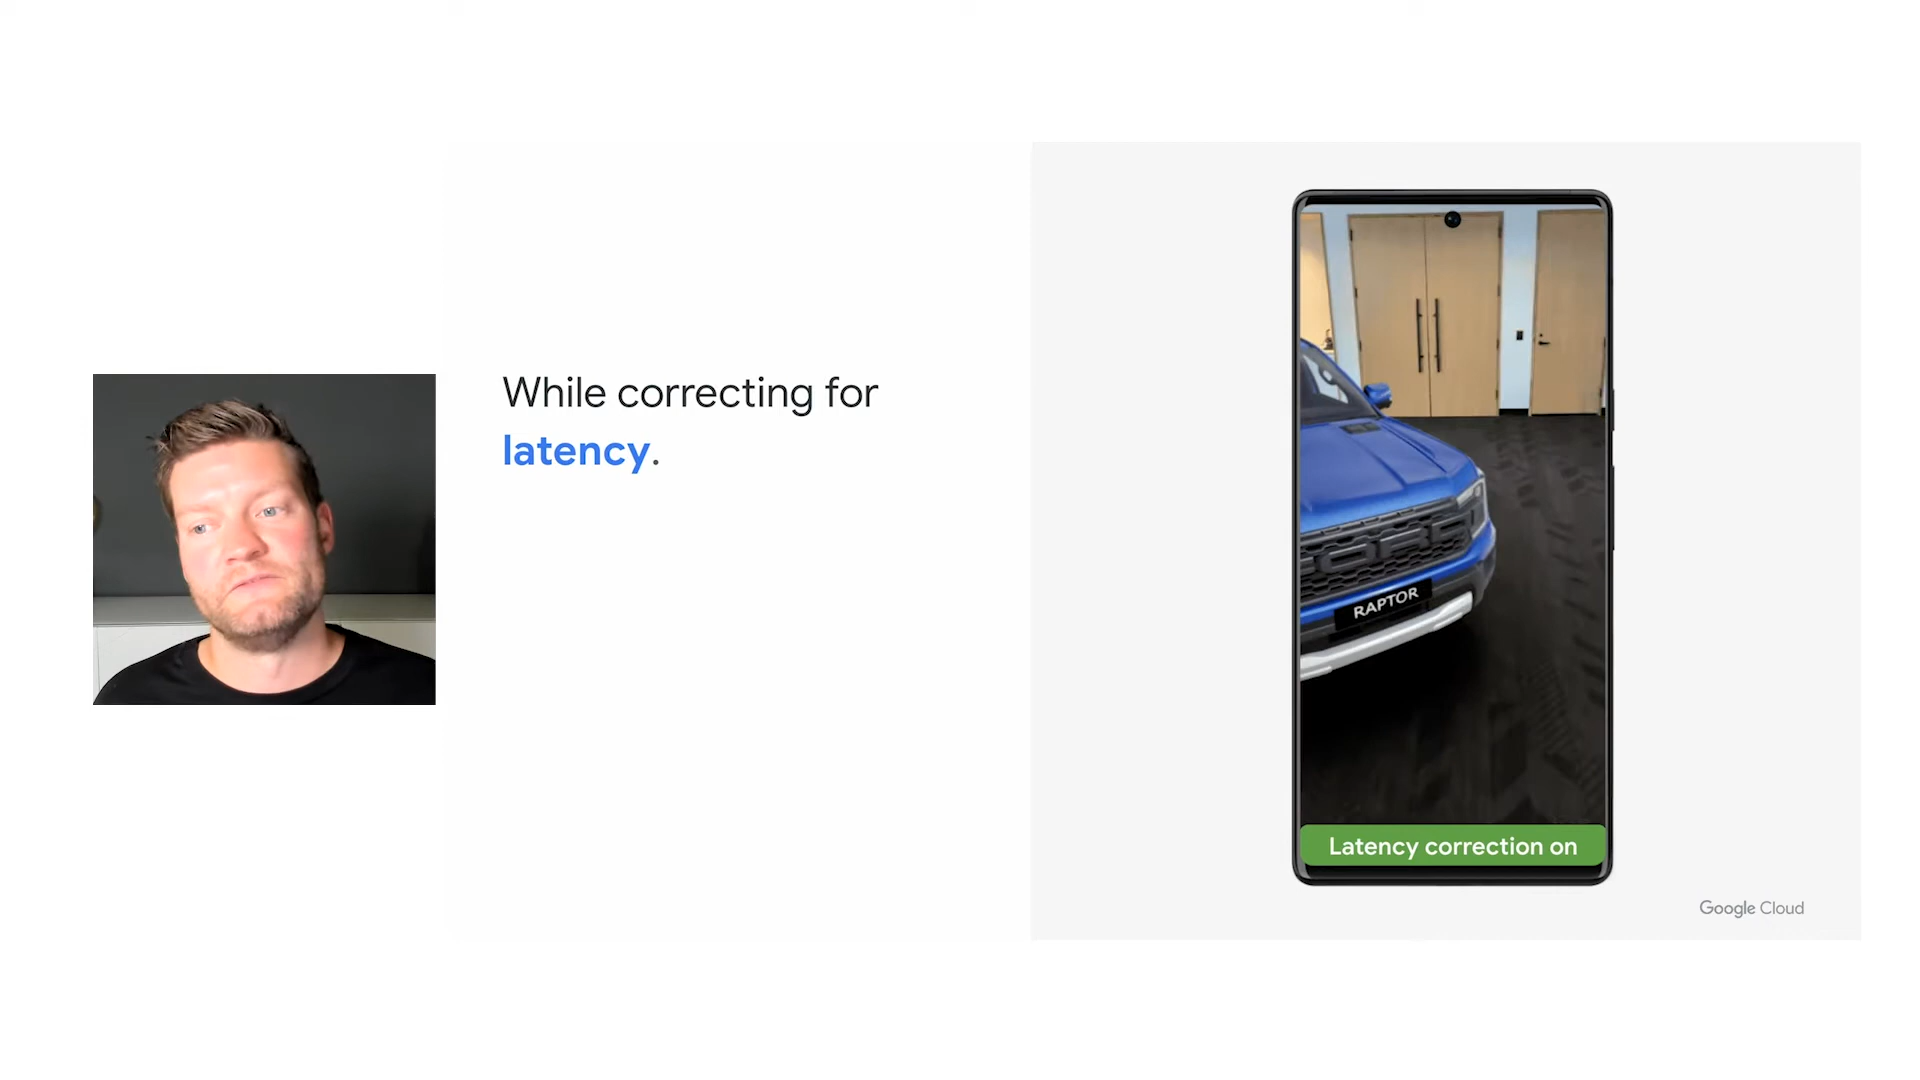 While correcting for
latency.
RAPTOR
Latency correction on
Google Cloud